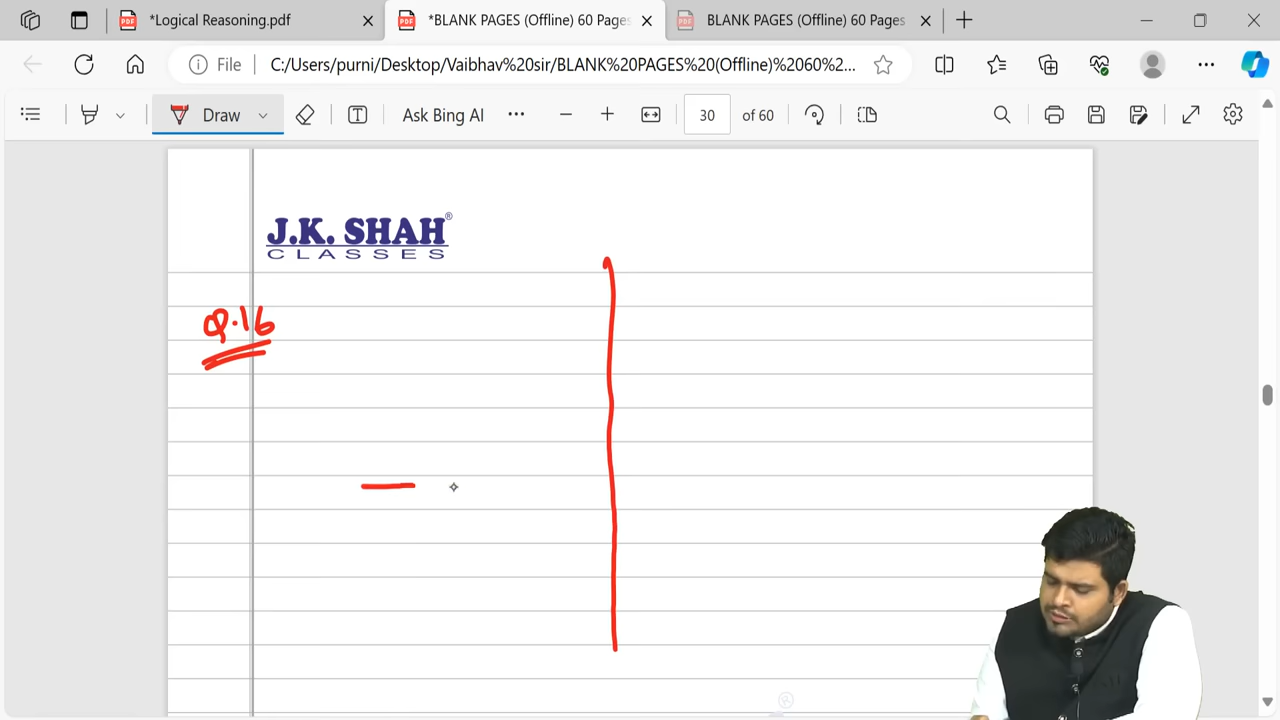 *Logical Reasoning.pdf
*BLANK PAGES (Offline) 60 Pages
BLANK PAGES (Offline) 60 Pages
File
C:/Users/purni/Desktop/Vaibhav%20sir/BLANK%20PAGES%20(Offline)%2060%2...
Draw
Ask Bing AI
30
of 60
J.K. SHAH®
CLASSES
Q.16